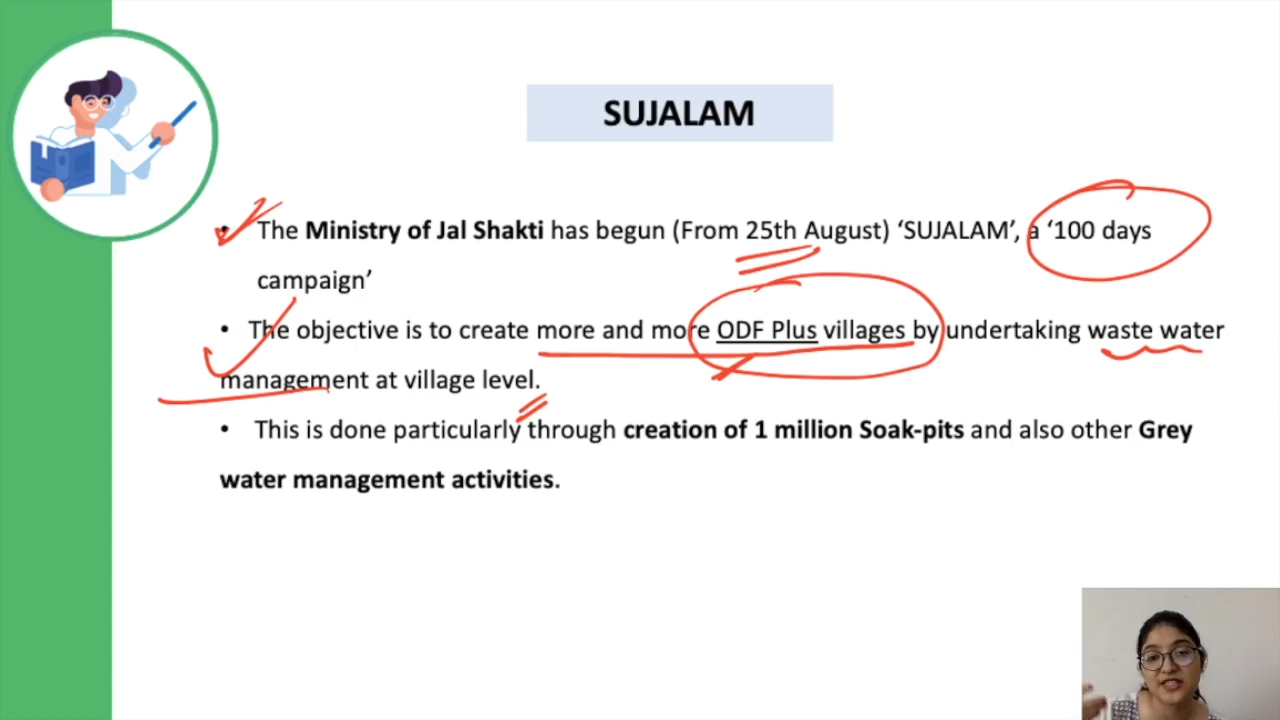 SUJALAM
• The Ministry of Jal Shakti has begun (From 25th August) ‘SUJALAM’, a ‘100 days
campaign’
• The objective is to create more and more ODF Plus villages by undertaking waste water
management at village level.
• This is done particularly through creation of 1 million Soak-pits and also other Grey
water management activities.